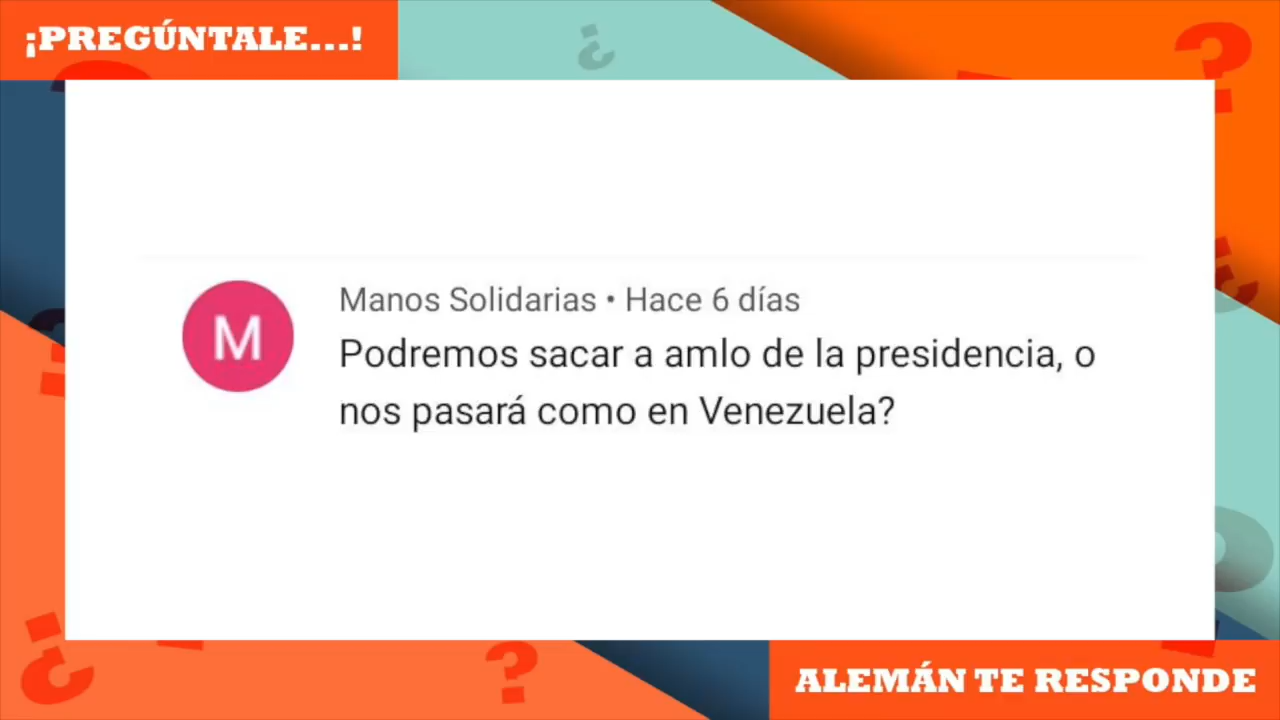 ¡PREGÚNTALE...!
Manos Solidarias • Hace 6 días
M
Podremos sacar a amlo de la presidencia, o
nos pasará como en Venezuela?
ALEMÁN TE RESPONDE